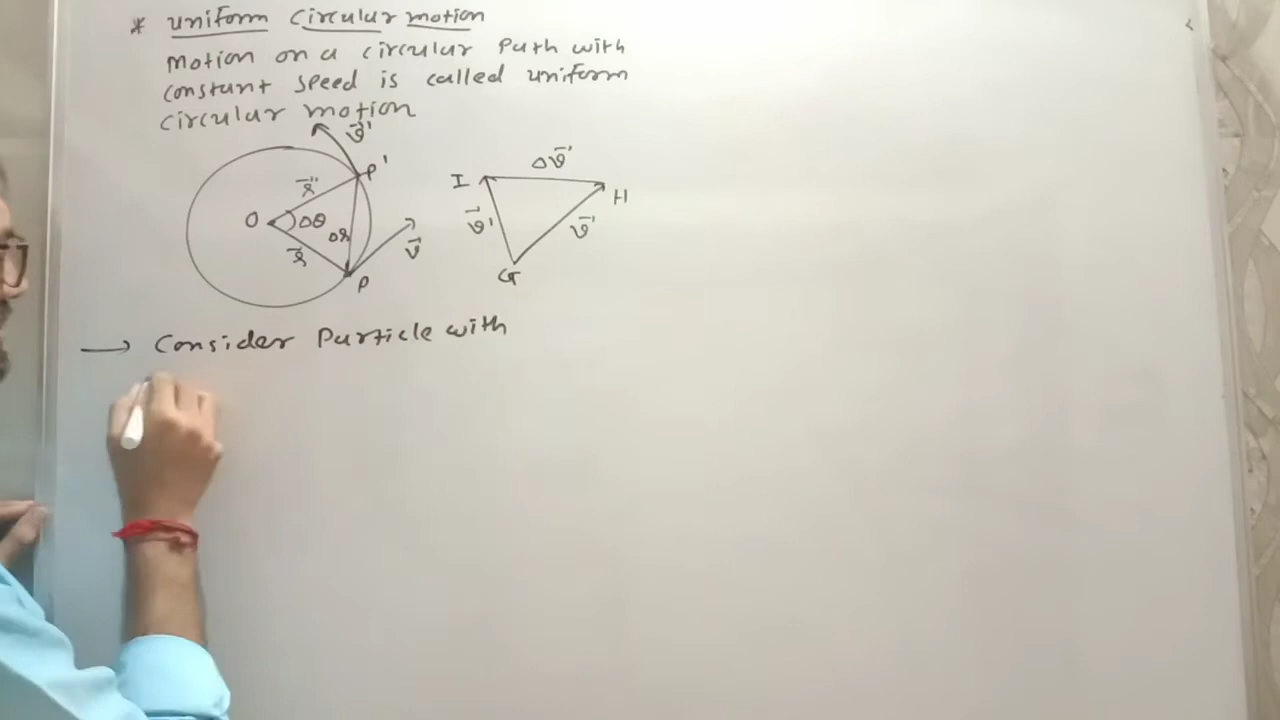 * uniform circular motion
motion on a circular path with
constant speed is called uniform
circular motion
v⃗'
P'
r⃗'
O
Δθ
Δr
r⃗
v⃗
P
Δv⃗
I
H
v⃗'
v⃗
G
→ Consider Particle with